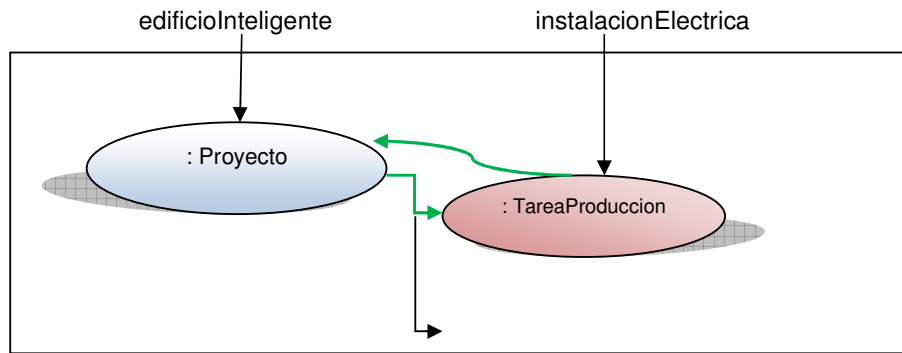 edificioInteligente
instalacionElectrica
: Proyecto
: TareaProduccion